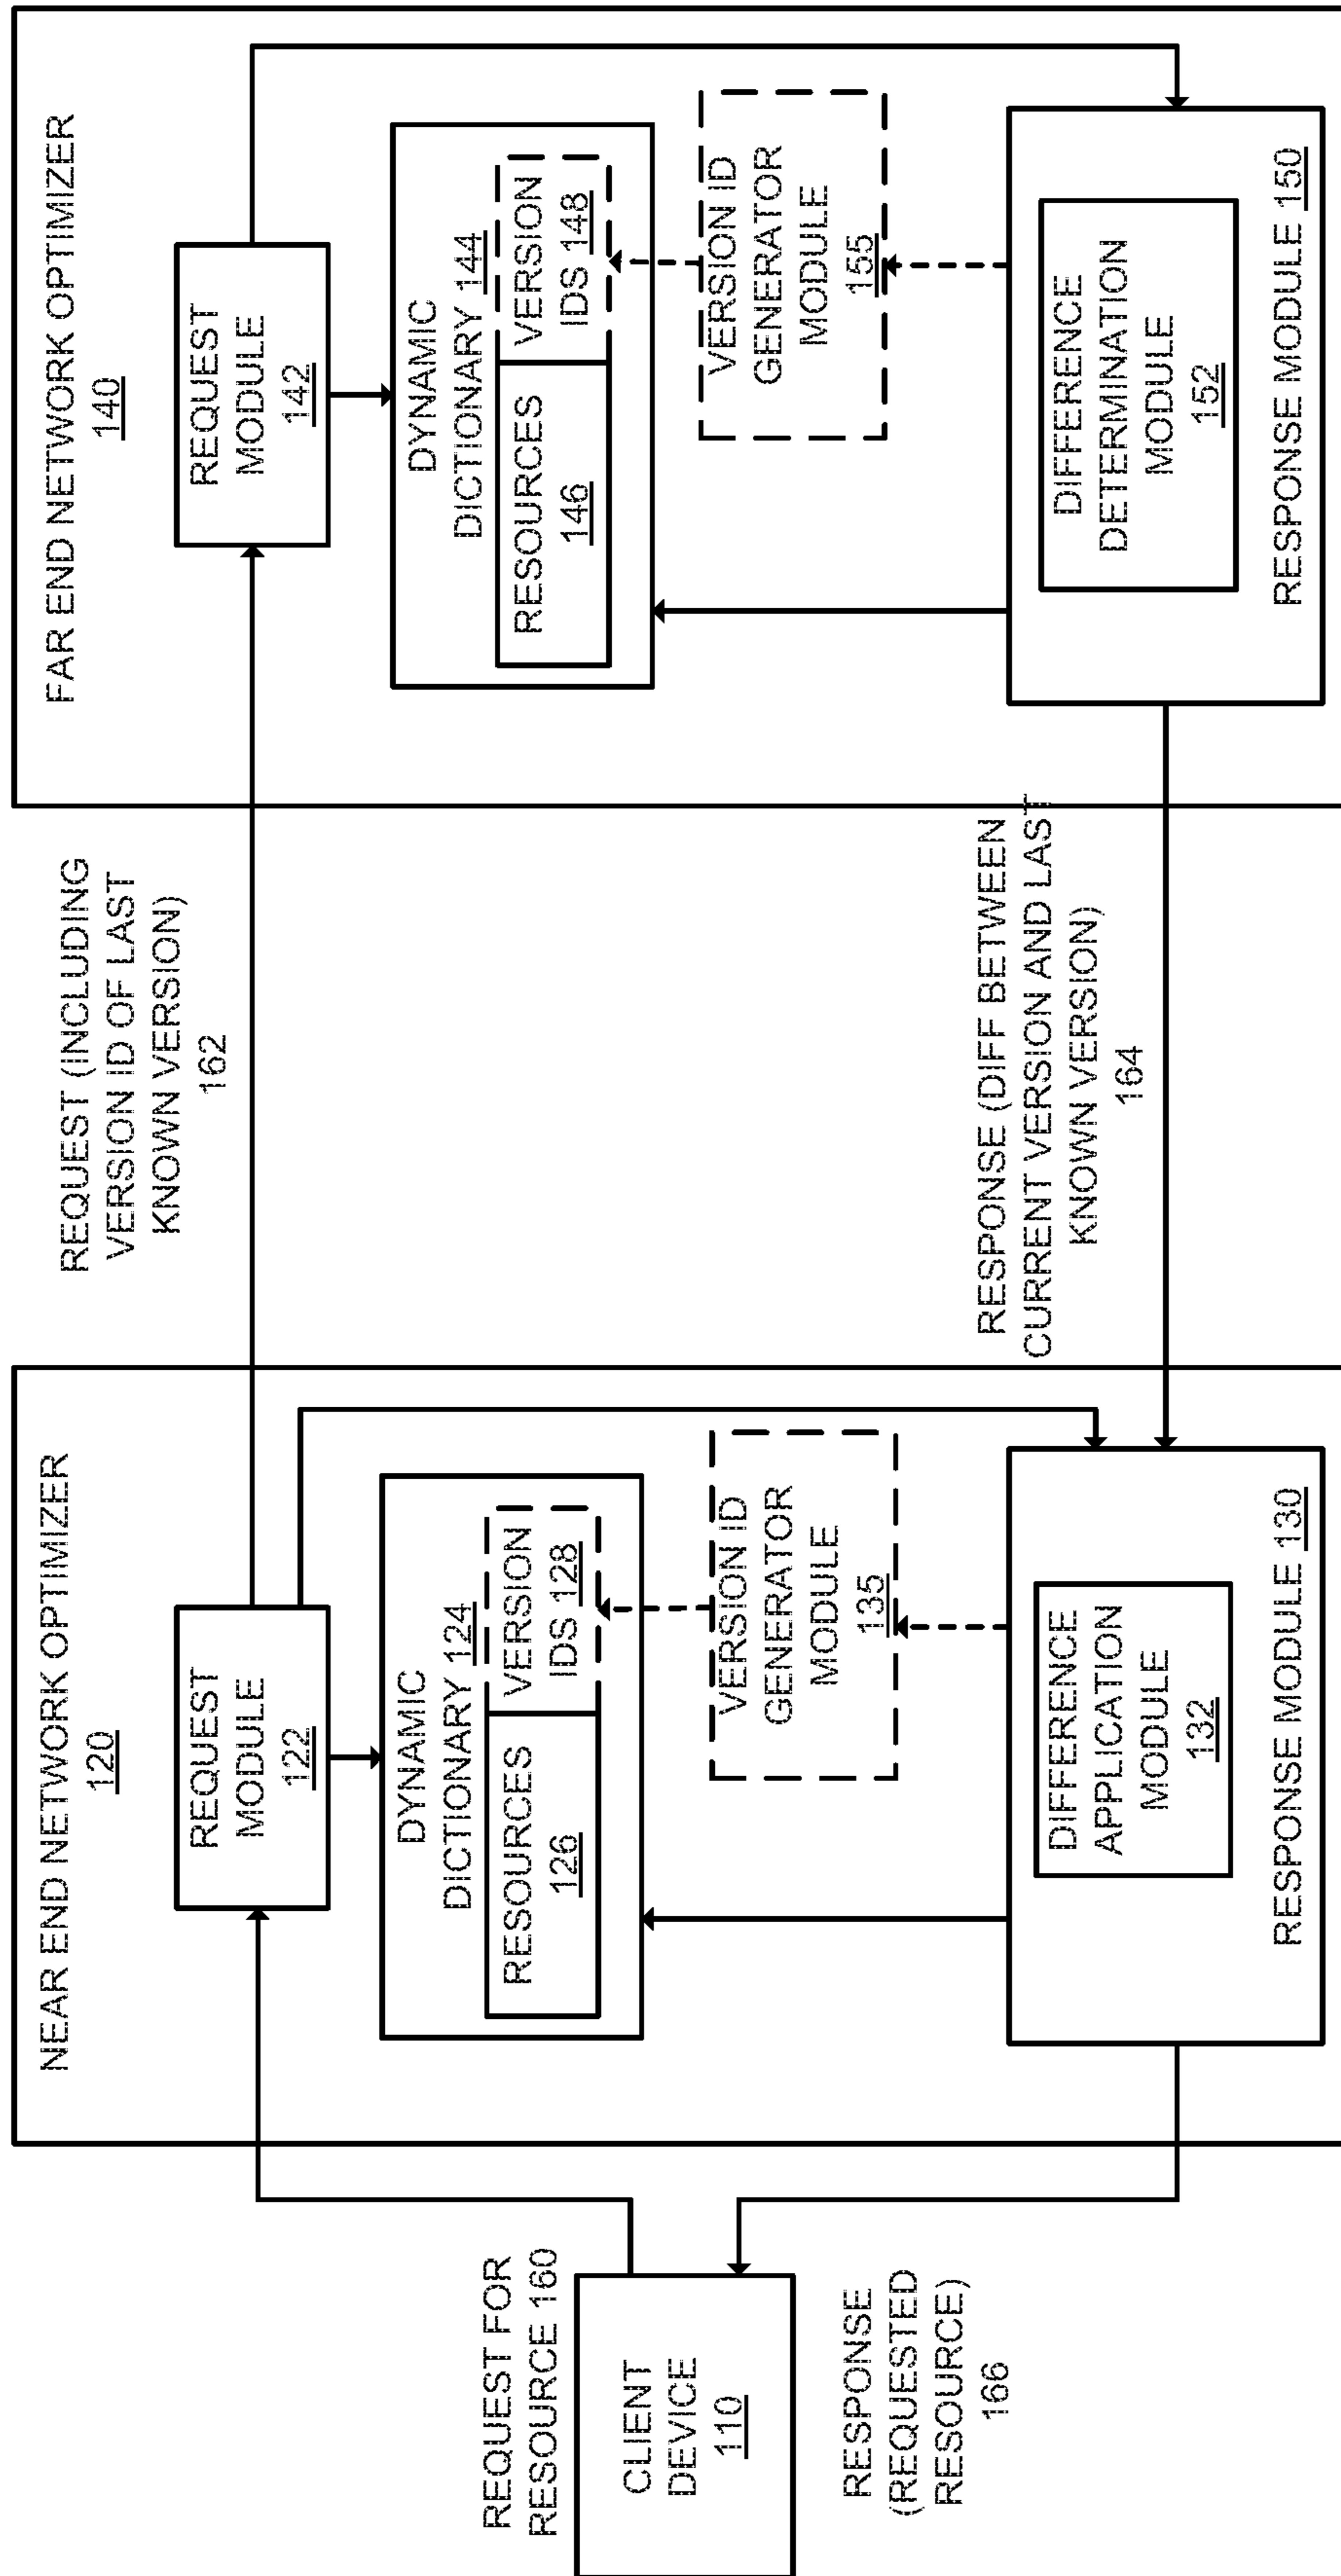 REQUEST FOR
RESOURCE 160
CLIENT
DEVICE
110
RESPONSE
(REQUESTED
RESOURCE)
166
NEAR END NETWORK OPTIMIZER
120
REQUEST
MODULE
122
DYNAMIC
DICTIONARY 124
RESOURCES
126
VERSION
IDS 128
VERSION ID
GENERATOR
MODULE
135
DIFFERENCE
APPLICATION
MODULE
132
RESPONSE MODULE 130
REQUEST (INCLUDING
VERSION ID OF LAST
KNOWN VERSION)
162
RESPONSE (DIFF BETWEEN
CURRENT VERSION AND LAST
KNOWN VERSION)
164
FAR END NETWORK OPTIMIZER
140
REQUEST
MODULE
142
DYNAMIC
DICTIONARY 144
RESOURCES
146
VERSION
IDS 148
VERSION ID
GENERATOR
MODULE
155
DIFFERENCE
DETERMINATION
MODULE
152
RESPONSE MODULE 150